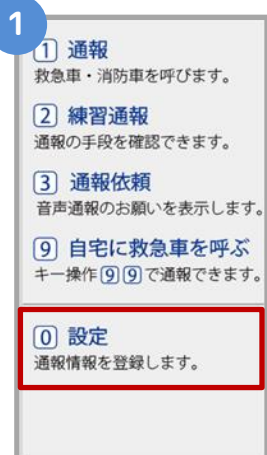 1
1 通報
救急車・消防車を呼びます。
2 練習通報
通報の手段を確認できます。
3 通報依頼
音声通報のお願いを表示します。
9 自宅に救急車を呼ぶ
キー操作99で通報できます。
0 設定
通報情報を登録します。